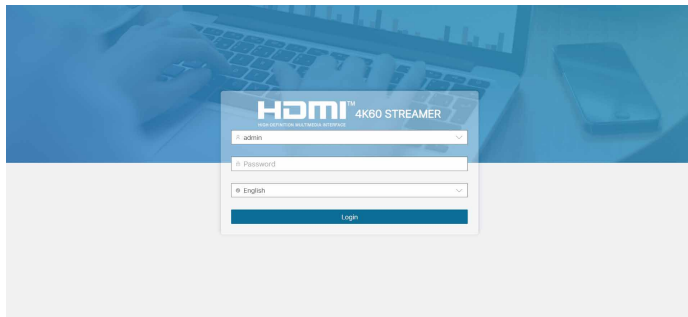 HDMI™ 4K60 STREAMER
HIGH-DEFINITION MULTIMEDIA INTERFACE
admin
Password
English
Login